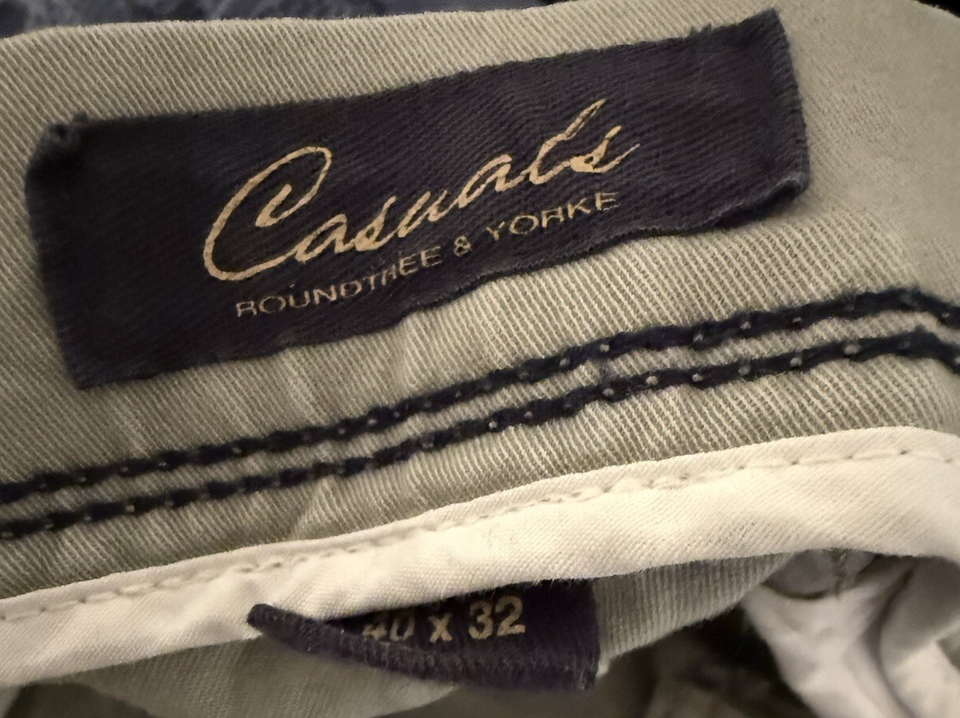 Casuals
ROUNDTREE & YORKE
40 x 32